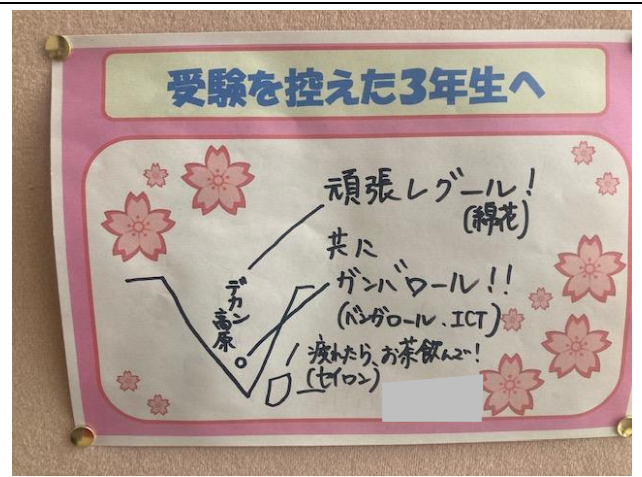 受験を控えた3年生へ
頑張レグール！
(綿花)
共に
ガンバロール!!
(バンガロール、ICT)
デカン
高原
疲れたら、お茶飲んで！
(セイロン)